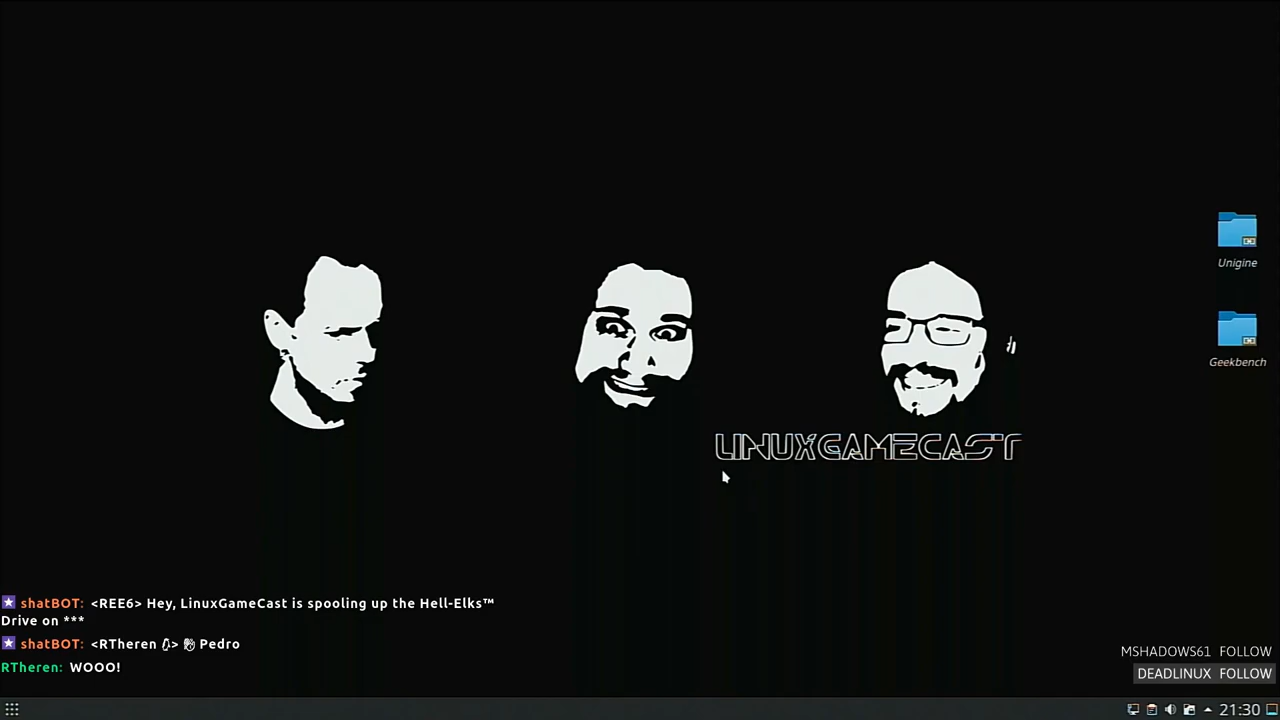 Unigine
Geekbench
LINUXGAMECAST
shatBOT: <REE6> Hey, LinuxGameCast is spooling up the Hell-Elks™
Drive on ***
shatBOT: <RTheren 🐧> Pedro
RTheren: WOOO!
MSHADOWS61 FOLLOW
DEADLINUX FOLLOW
21:30